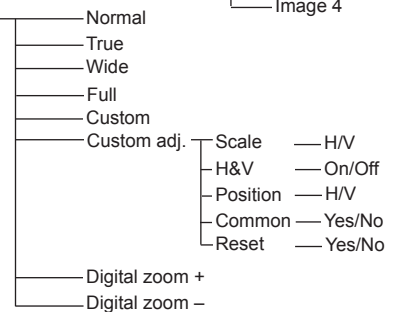 Image 4
Normal
True
Wide
Full
Custom
Custom adj. Scale H/V
H&V On/Off
Position H/V
Common Yes/No
Reset Yes/No
Digital zoom +
Digital zoom –